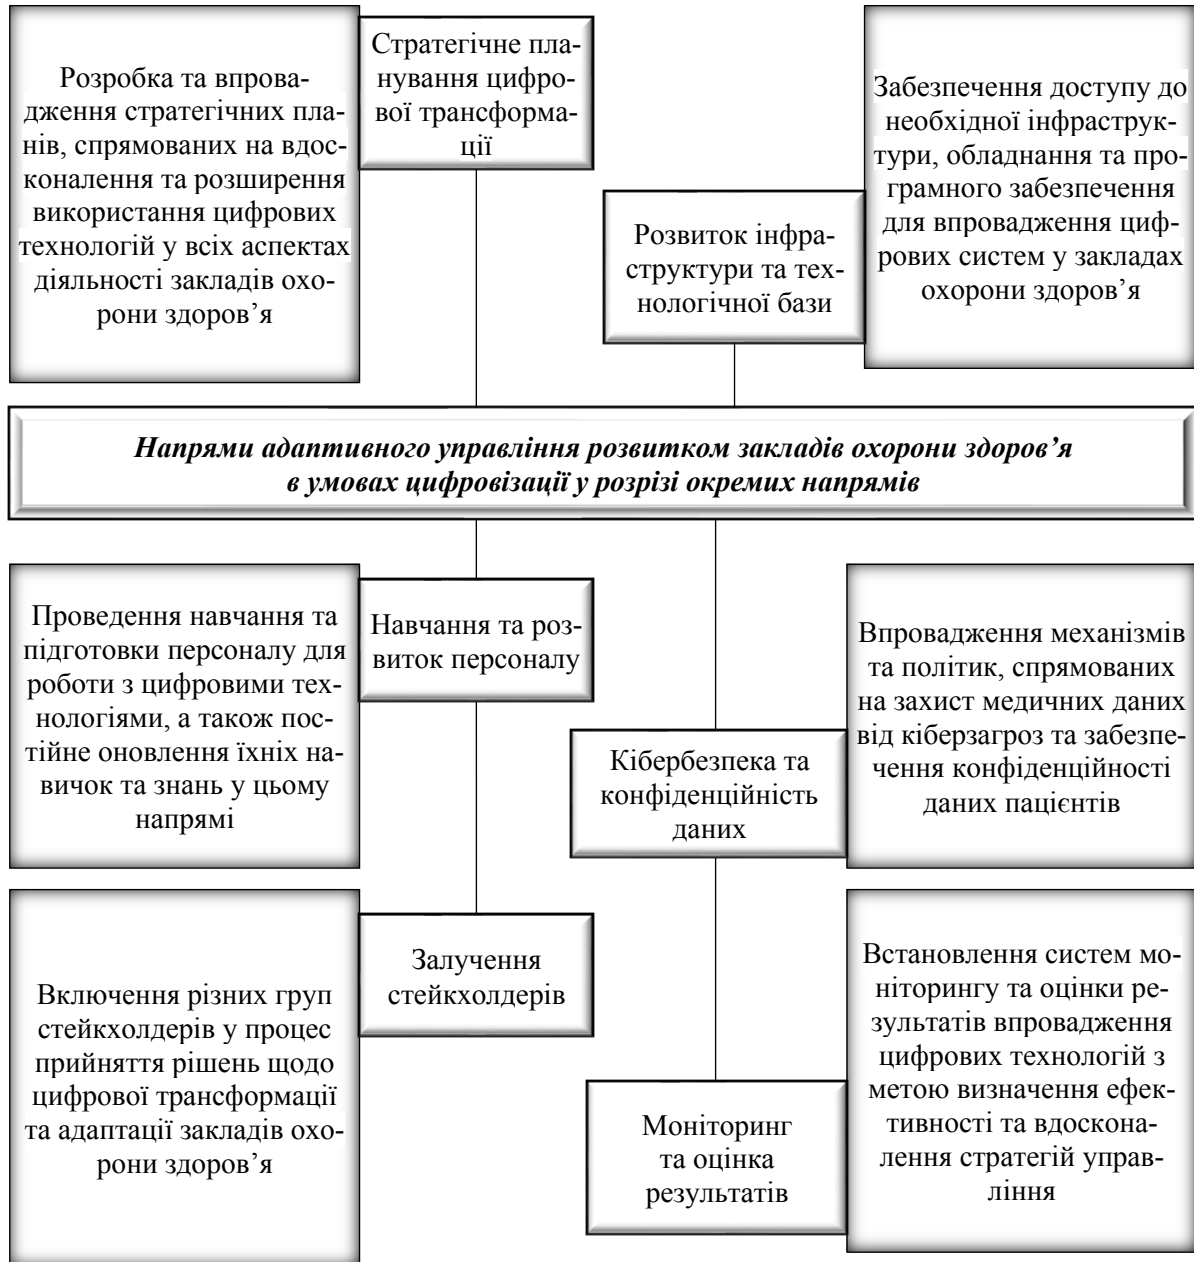 Розробка та впрова-
дження стратегічних пла-
нів, спрямованих на вдос-
коналення та розширення
використання цифрових
технологій у всіх аспектах
діяльності закладів охо-
рони здоров’я
Стратегічне пла-
нування цифро-
вої трансформа-
ції
Розвиток інфра-
структури та тех-
нологічної бази
Забезпечення доступу до
необхідної інфраструк-
тури, обладнання та про-
грамного забезпечення
для впровадження циф-
рових систем у закладах
охорони здоров’я
Напрями адаптивного управління розвитком закладів охорони здоров’я
в умовах цифровізації у розрізі окремих напрямів
Проведення навчання та
підготовки персоналу для
роботи з цифровими тех-
нологіями, а також пос-
тійне оновлення їхніх на-
вичок та знань у цьому
напрямі
Навчання та роз-
виток персоналу
Кібербезпека та
конфіденційність
даних
Впровадження механізмів
та політик, спрямованих
на захист медичних даних
від кіберзагроз та забезпе-
чення конфіденційності
даних пацієнтів
Включення різних груп
стейкхолдерів у процес
прийняття рішень щодо
цифрової трансформації
та адаптації закладів охо-
рони здоров’я
Залучення
стейкхолдерів
Моніторинг
та оцінка
результатів
Встановлення систем мо-
ніторингу та оцінки ре-
зультатів впровадження
цифрових технологій з
метою визначення ефек-
тивності та вдоскона-
лення стратегій управ-
ління